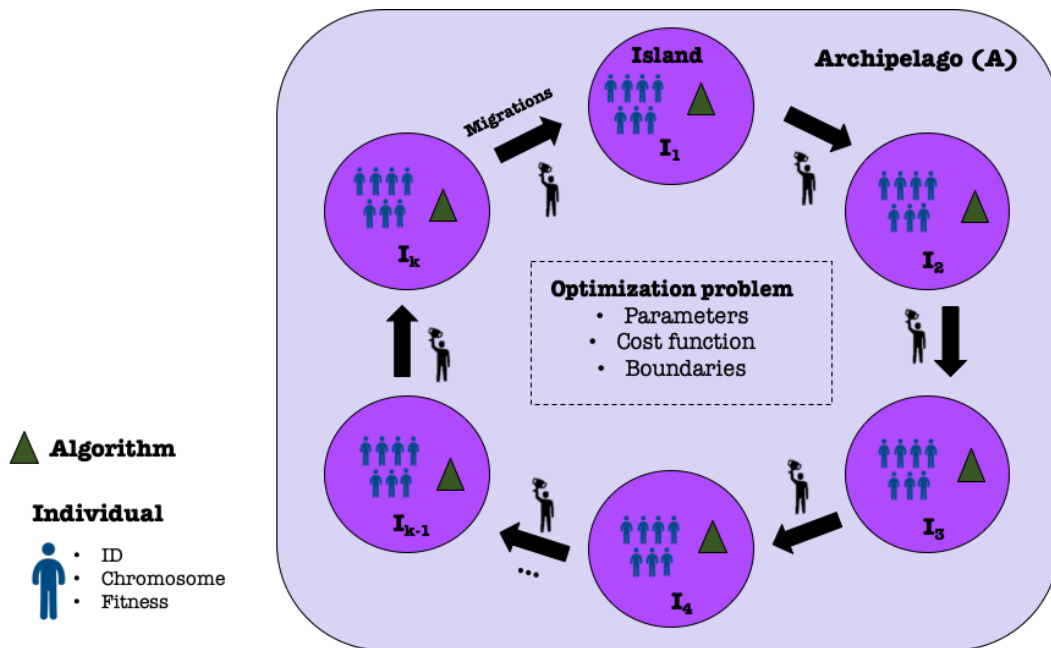 Island
Archipelago (A)
Migrations
I₁
Iₖ
I₂
Optimization problem
• Parameters
• Cost function
• Boundaries
Algorithm
Iₖ₋₁
I₃
...
I₄
Individual
• ID
• Chromosome
• Fitness